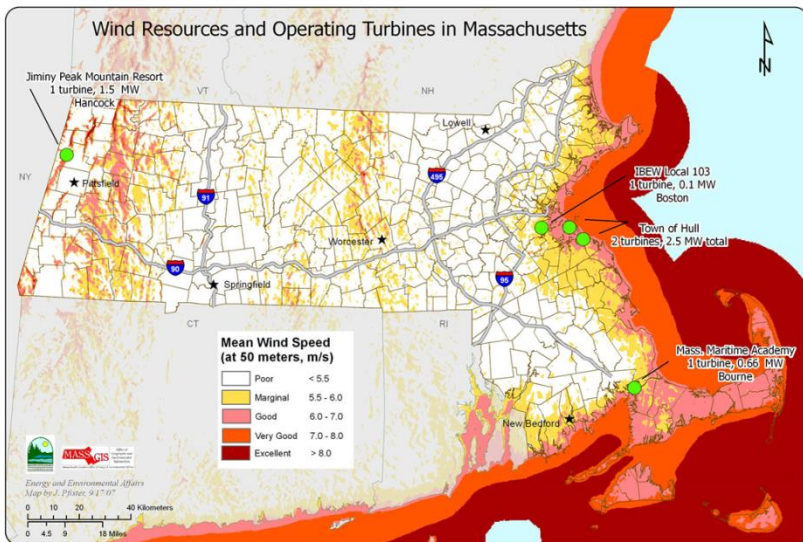 Wind Resources and Operating Turbines in Massachusetts
Jiminy Peak Mountain Resort
1 turbine, 1.5 MW
Hancock
VT
NH
N
Lowell
NY
Pittsfield
495
91
IBEW Local 103
1 turbine, 0.1 MW
Boston
Town of Hull
2 turbines, 2.5 MW total
Worcester
90
95
Springfield
CT
RI
Mass. Maritime Academy
1 turbine, 0.66 MW
Bourne
New Bedford
Mean Wind Speed
(at 50 meters, m/s)
Poor < 5.5
Marginal 5.5 - 6.0
Good 6.0 - 7.0
Very Good 7.0 - 8.0
Excellent > 8.0
MASS GIS
Energy and Environmental Affairs
Map by J. Pfister, 9.17.07
0 10 20 40 Kilometers
0 4.5 9 18 Miles